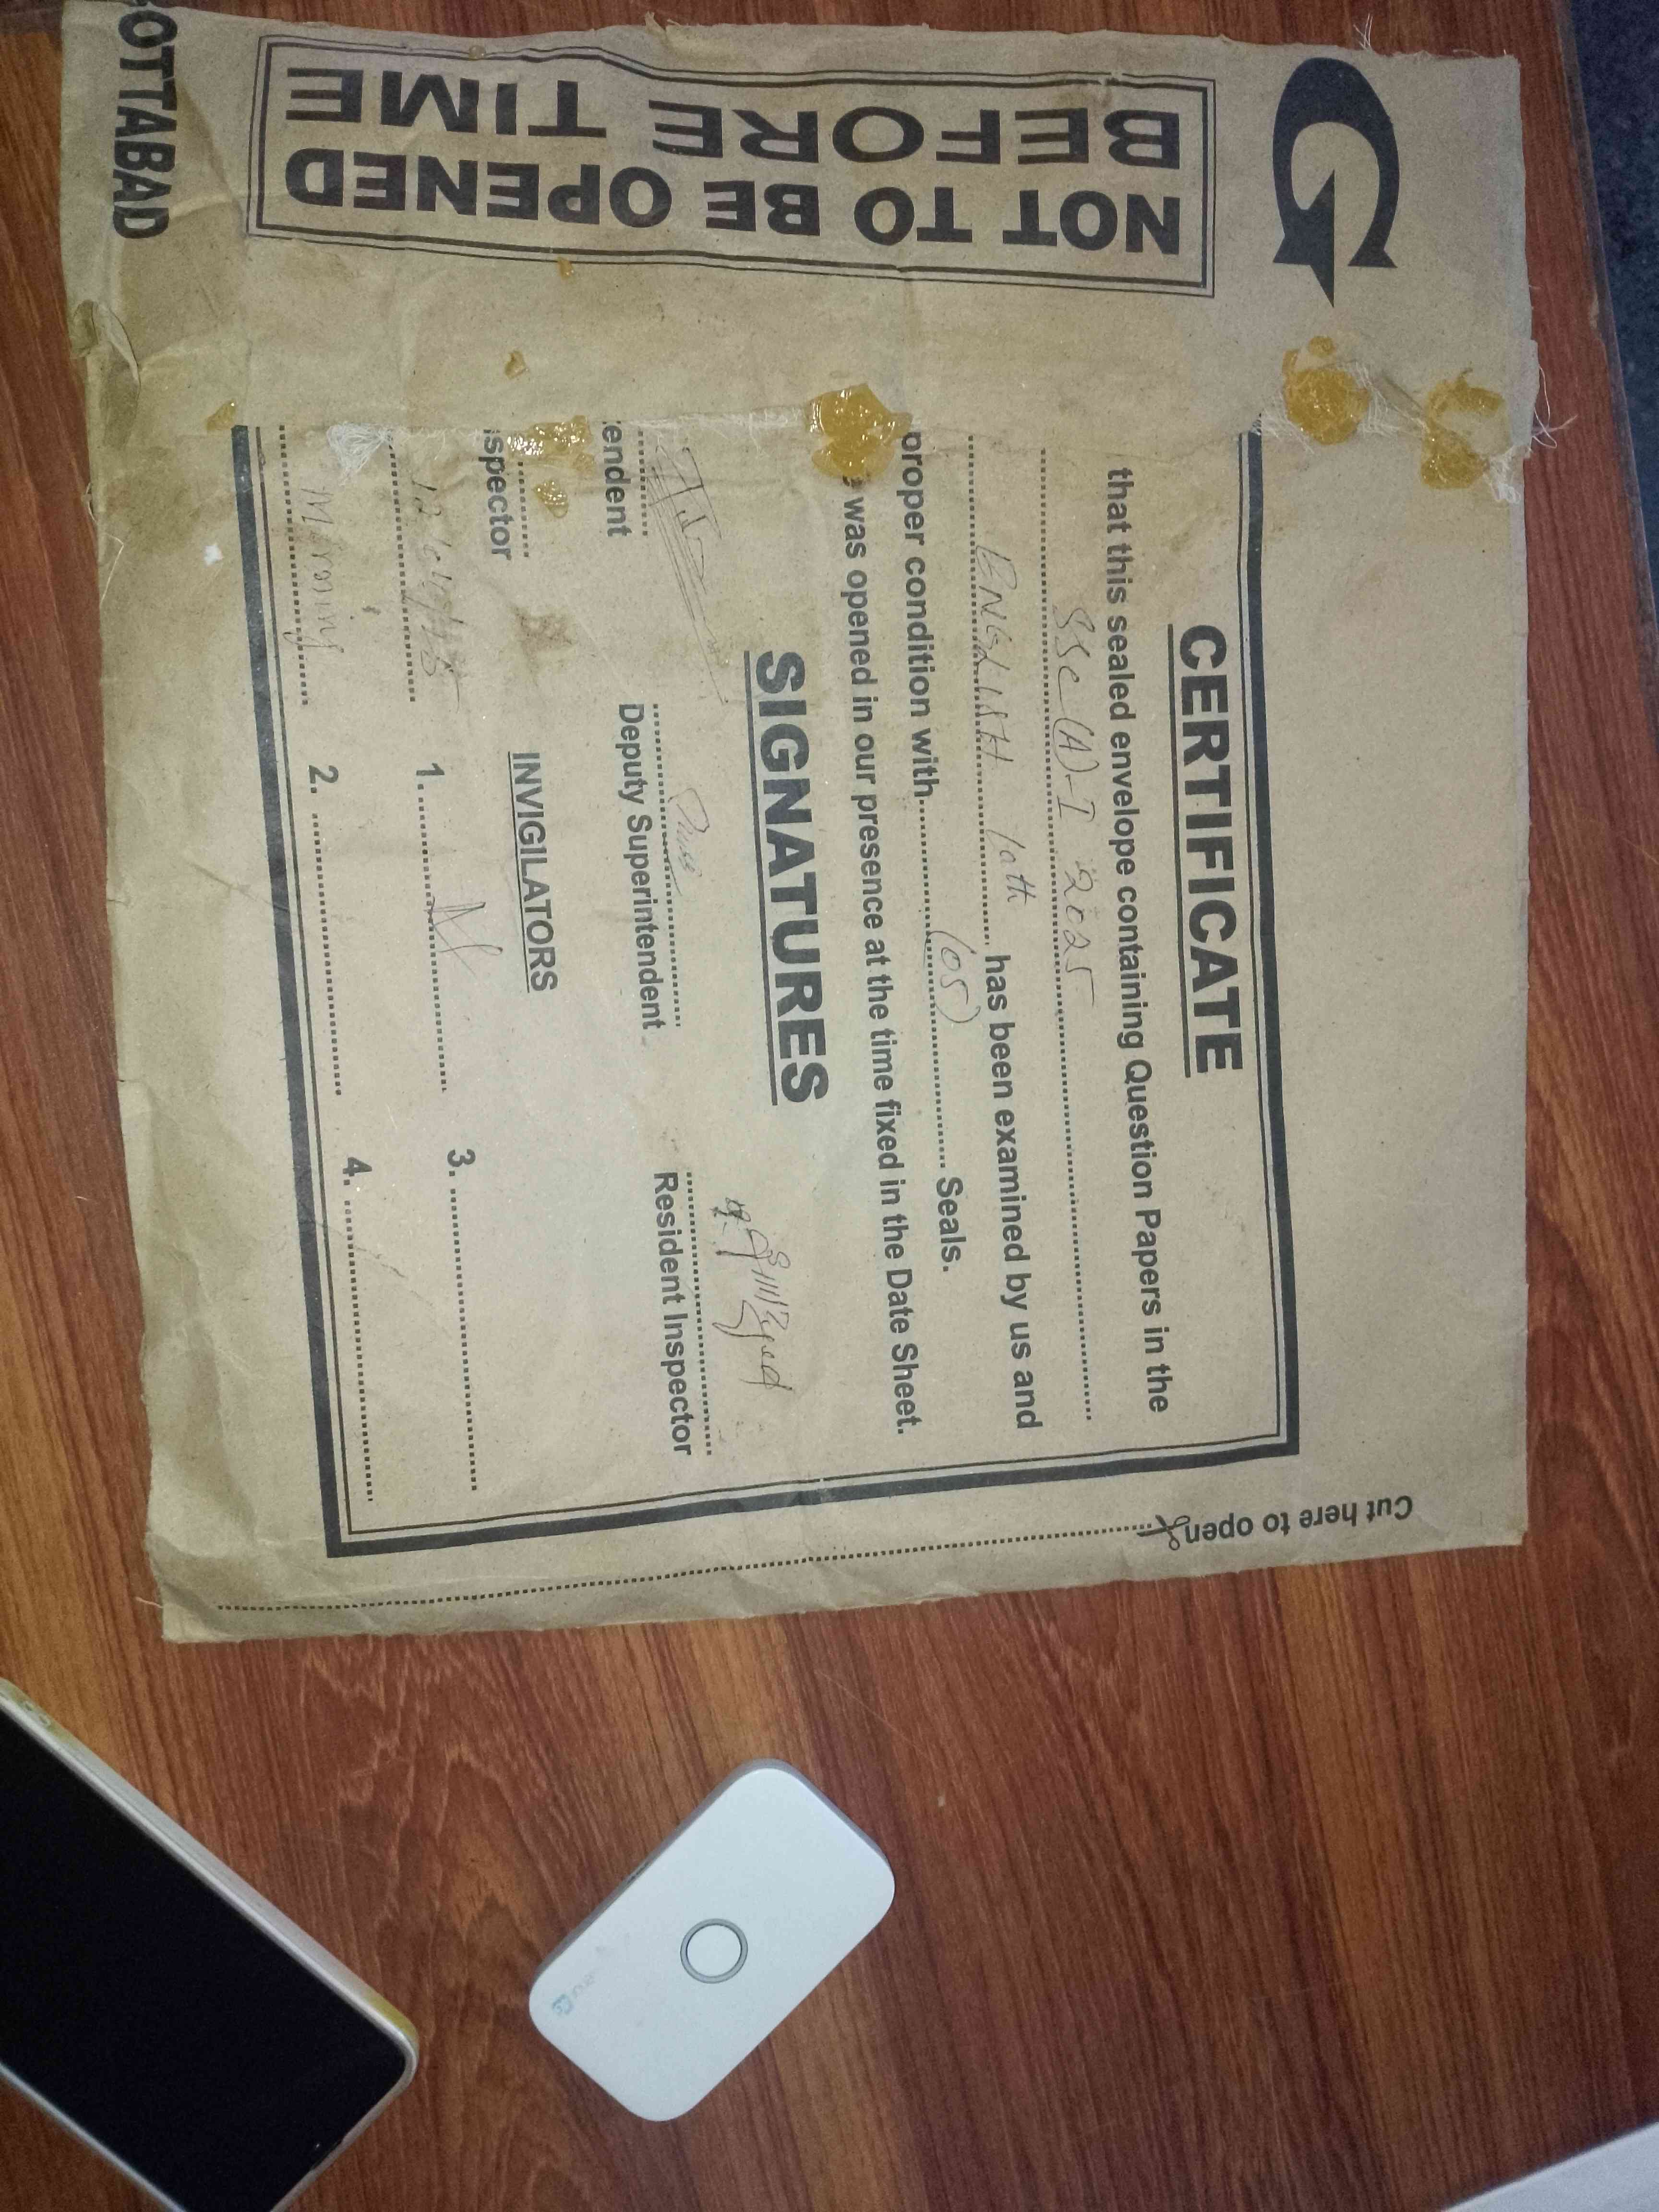 OTTABAD
NOT TO BE OPENED
BEFORE TIME
G
CERTIFICATE
that this sealed envelope containing Question Papers in the
SSC (A)-I 2025
ENGLISH 10th has been examined by us and
proper condition with (05) Seals.
was opened in our presence at the time fixed in the Date Sheet.
SIGNATURES
endent
Deputy Superintendent
Resident Inspector
spector
INVIGILATORS
1.
3.
Morning
2.
4.
Cut here to open